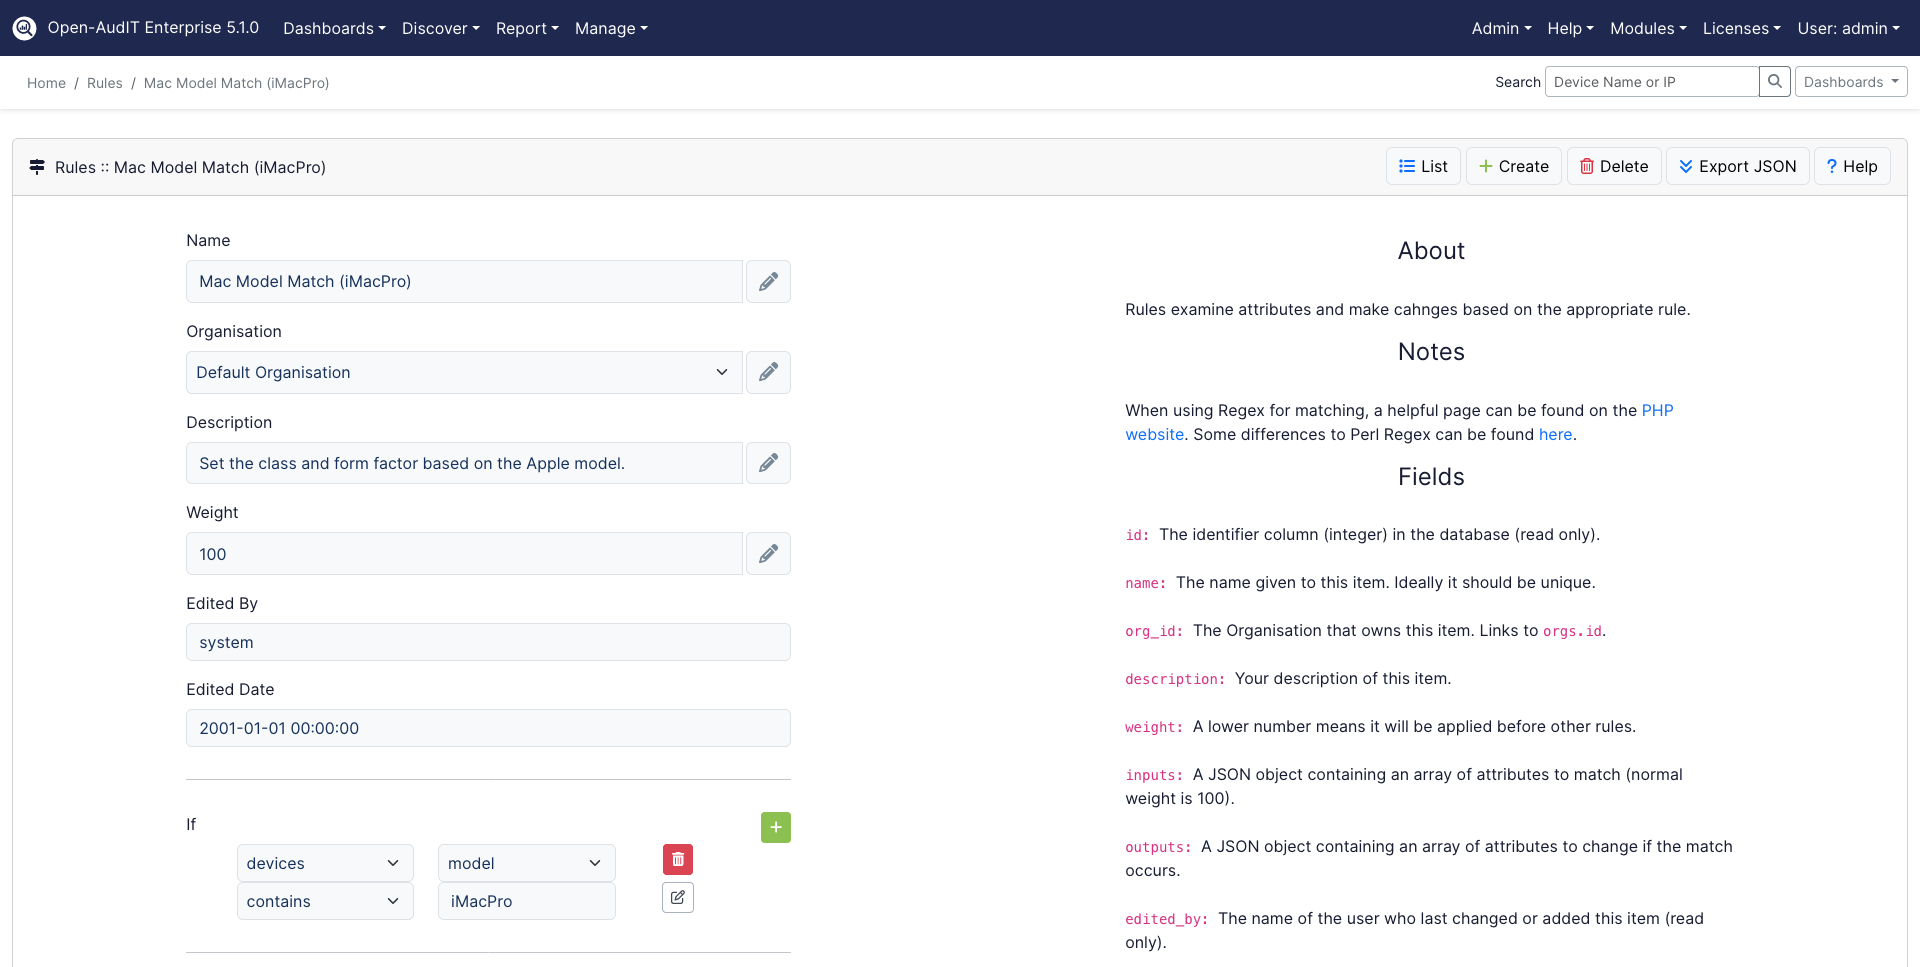 Open-AudIT Enterprise 5.1.0 Dashboards Discover Report Manage Admin Help Modules Licenses User: admin
Home / Rules / Mac Model Match (iMacPro) Search Device Name or IP Dashboards
Rules :: Mac Model Match (iMacPro) List Create Delete Export JSON ? Help
Name
Mac Model Match (iMacPro)
Organisation
Default Organisation
Description
Set the class and form factor based on the Apple model.
Weight
100
Edited By
system
Edited Date
2001-01-01 00:00:00
If
devices model
contains iMacPro
About
Rules examine attributes and make cahnges based on the appropriate rule.
Notes
When using Regex for matching, a helpful page can be found on the PHP
website. Some differences to Perl Regex can be found here.
Fields
id: The identifier column (integer) in the database (read only).
name: The name given to this item. Ideally it should be unique.
org_id: The Organisation that owns this item. Links to orgs.id.
description: Your description of this item.
weight: A lower number means it will be applied before other rules.
inputs: A JSON object containing an array of attributes to match (normal
weight is 100).
outputs: A JSON object containing an array of attributes to change if the match
occurs.
edited_by: The name of the user who last changed or added this item (read
only).